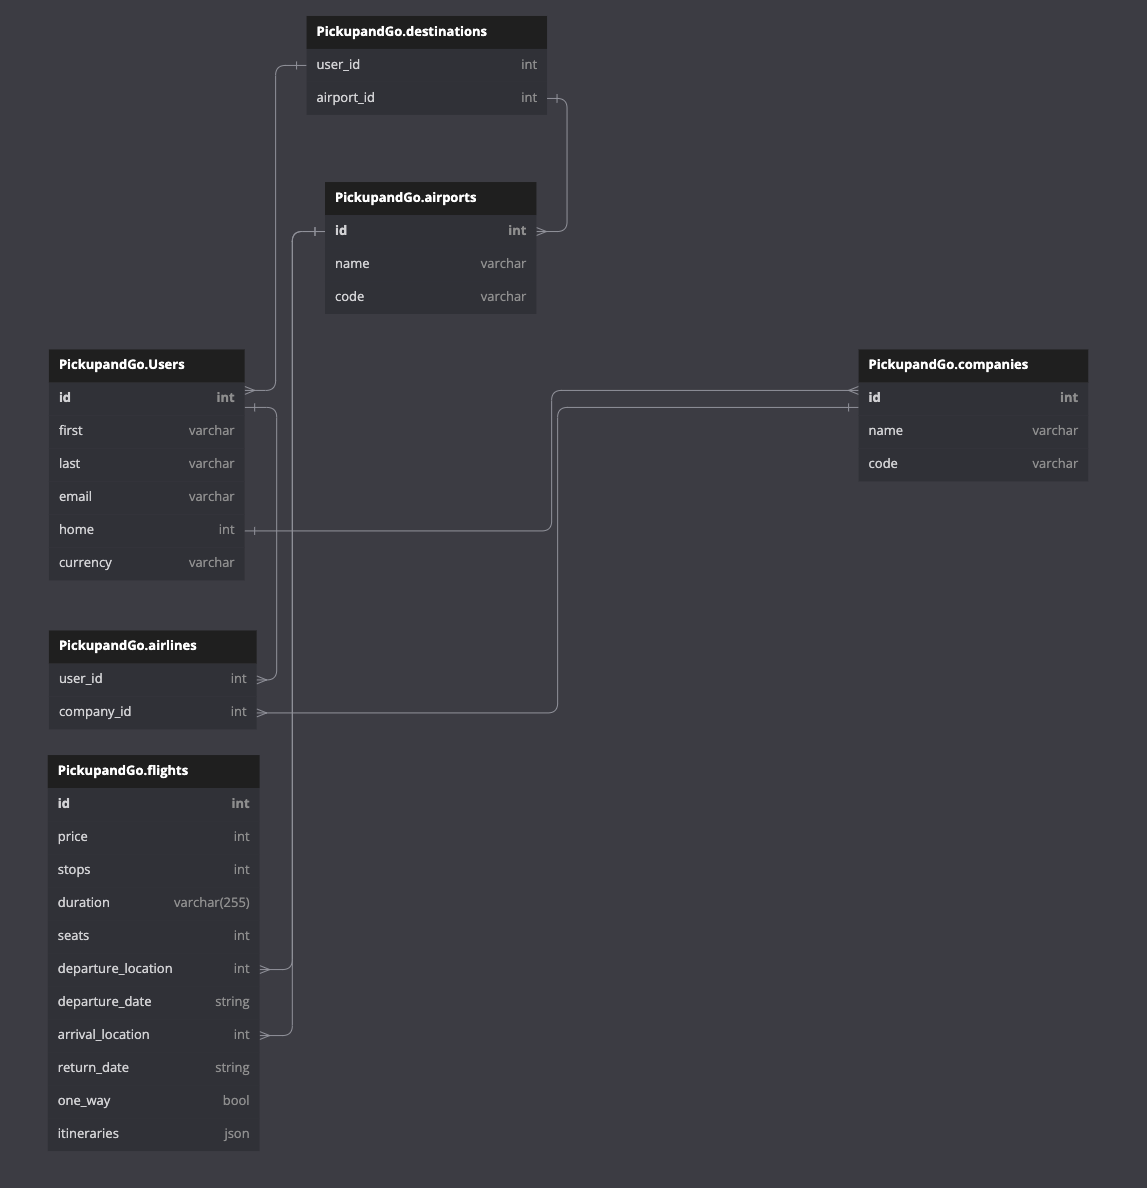 PickupandGo.destinations
user_id int
airport_id int
PickupandGo.airports
id int
name varchar
code varchar
PickupandGo.Users
id int
first varchar
last varchar
email varchar
home int
currency varchar
PickupandGo.companies
id int
name varchar
code varchar
PickupandGo.airlines
user_id int
company_id int
PickupandGo.flights
id int
price int
stops int
duration varchar(255)
seats int
departure_location int
departure_date string
arrival_location int
return_date string
one_way bool
itineraries json